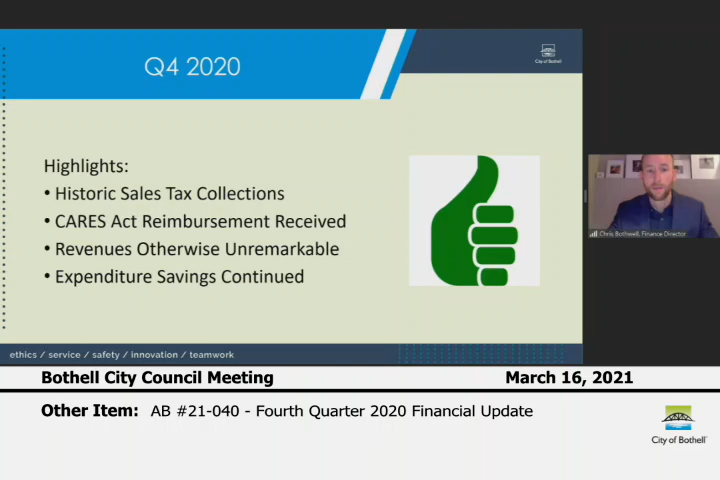 Q4 2020
City of Bothell
Highlights:
• Historic Sales Tax Collections
• CARES Act Reimbursement Received
• Revenues Otherwise Unremarkable
• Expenditure Savings Continued
Chris Bothwell, Finance Director
ethics / service / safety / innovation / teamwork
Bothell City Council Meeting
March 16, 2021
Other Item: AB #21-040 - Fourth Quarter 2020 Financial Update
City of Bothell